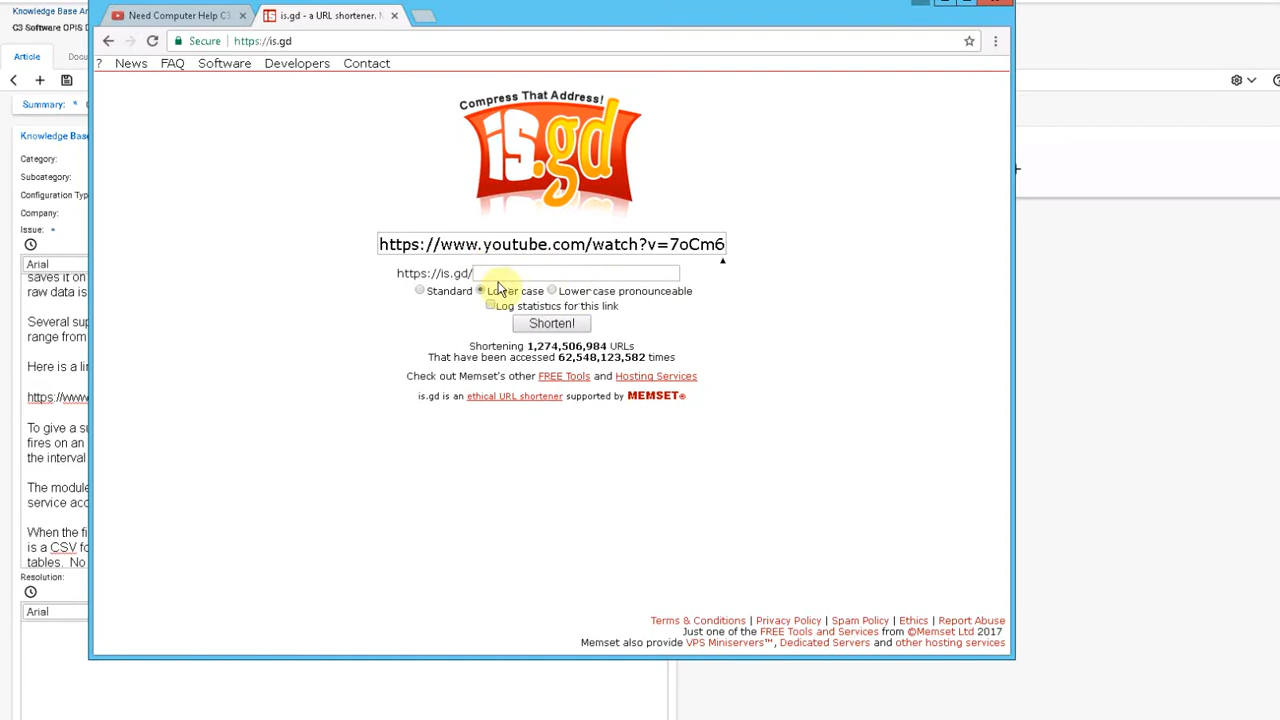 Knowledge Base Ar
C3 Software OPIS D
Need Computer Help C3
is.gd - a URL shortener.
Article
Docu
Secure https://is.gd
? News FAQ Software Developers Contact
Summary: *
Compress That Address!
is.gd
Knowledge Base
Category:
Subcategory:
Configuration Typ
Company:
Issue: *
https://www.youtube.com/watch?v=7oCm6
Arial
https://is.gd/
saves it on
raw data is
Standard Lower case Lower case pronounceable
Log statistics for this link
Several su
range from
Shorten!
Shortening 1,274,506,984 URLs
That have been accessed 62,548,123,582 times
Here is a li
Check out Memset's other FREE Tools and Hosting Services
https://www
is.gd is an ethical URL shortener supported by MEMSET
To give a su
fires on an
the interval
The module
service acc
When the fi
is a CSV fo
tables. No
Resolution:
Arial
Terms & Conditions | Privacy Policy | Spam Policy | Ethics | Report Abuse
Just one of the FREE Tools and Services from ©Memset Ltd 2017
Memset also provide VPS Miniservers™, Dedicated Servers and other hosting services